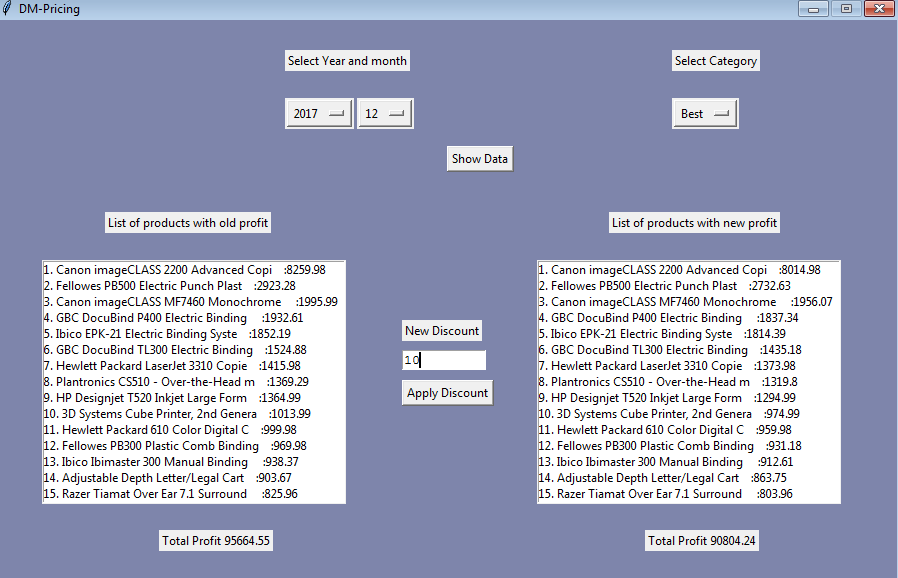 DM-Pricing
Select Year and month
Select Category
2017
12
Best
Show Data
List of products with old profit
List of products with new profit
1. Canon imageCLASS 2200 Advanced Copi :8259.98
2. Fellowes PB500 Electric Punch Plast :2923.28
3. Canon imageCLASS MF7460 Monochrome :1995.99
4. GBC DocuBind P400 Electric Binding :1932.61
5. Ibico EPK-21 Electric Binding Syste :1852.19
6. GBC DocuBind TL300 Electric Binding :1524.88
7. Hewlett Packard LaserJet 3310 Copie :1415.98
8. Plantronics CS510 - Over-the-Head m :1369.29
9. HP Designjet T520 Inkjet Large Form :1364.99
10. 3D Systems Cube Printer, 2nd Genera :1013.99
11. Hewlett Packard 610 Color Digital C :999.98
12. Fellowes PB300 Plastic Comb Binding :969.98
13. Ibico Ibimaster 300 Manual Binding :938.37
14. Adjustable Depth Letter/Legal Cart :903.67
15. Razer Tiamat Over Ear 7.1 Surround :825.96
New Discount
10
Apply Discount
1. Canon imageCLASS 2200 Advanced Copi :8014.98
2. Fellowes PB500 Electric Punch Plast :2732.63
3. Canon imageCLASS MF7460 Monochrome :1956.07
4. GBC DocuBind P400 Electric Binding :1837.34
5. Ibico EPK-21 Electric Binding Syste :1814.39
6. GBC DocuBind TL300 Electric Binding :1435.18
7. Hewlett Packard LaserJet 3310 Copie :1373.98
8. Plantronics CS510 - Over-the-Head m :1319.8
9. HP Designjet T520 Inkjet Large Form :1294.99
10. 3D Systems Cube Printer, 2nd Genera :974.99
11. Hewlett Packard 610 Color Digital C :959.98
12. Fellowes PB300 Plastic Comb Binding :931.18
13. Ibico Ibimaster 300 Manual Binding :912.61
14. Adjustable Depth Letter/Legal Cart :863.75
15. Razer Tiamat Over Ear 7.1 Surround :803.96
Total Profit 95664.55
Total Profit 90804.24